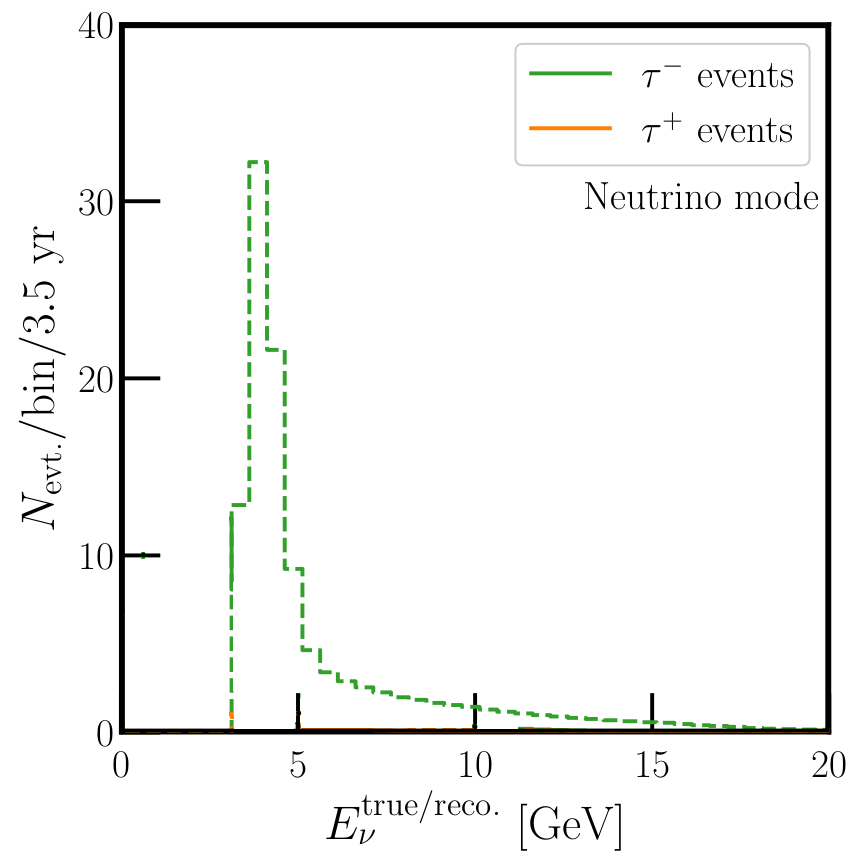 40
30
20
10
0
N_evt./bin/3.5 yr
τ⁻ events
τ⁺ events
Neutrino mode
0 5 10 15 20
E_ν^true/reco. [GeV]